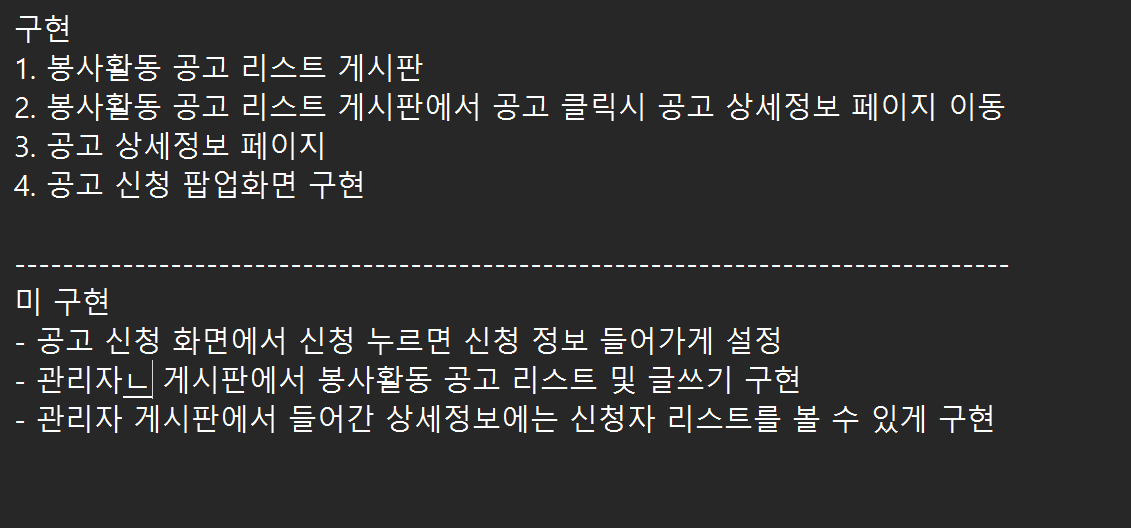 구현
1. 봉사활동 공고 리스트 게시판
2. 봉사활동 공고 리스트 게시판에서 공고 클릭시 공고 상세정보 페이지 이동
3. 공고 상세정보 페이지
4. 공고 신청 팝업화면 구현
-----------------------------------------------------------------------------------
미 구현
- 공고 신청 화면에서 신청 누르면 신청 정보 들어가게 설정
- 관리자ㄴ 게시판에서 봉사활동 공고 리스트 및 글쓰기 구현
- 관리자 게시판에서 들어간 상세정보에는 신청자 리스트를 볼 수 있게 구현